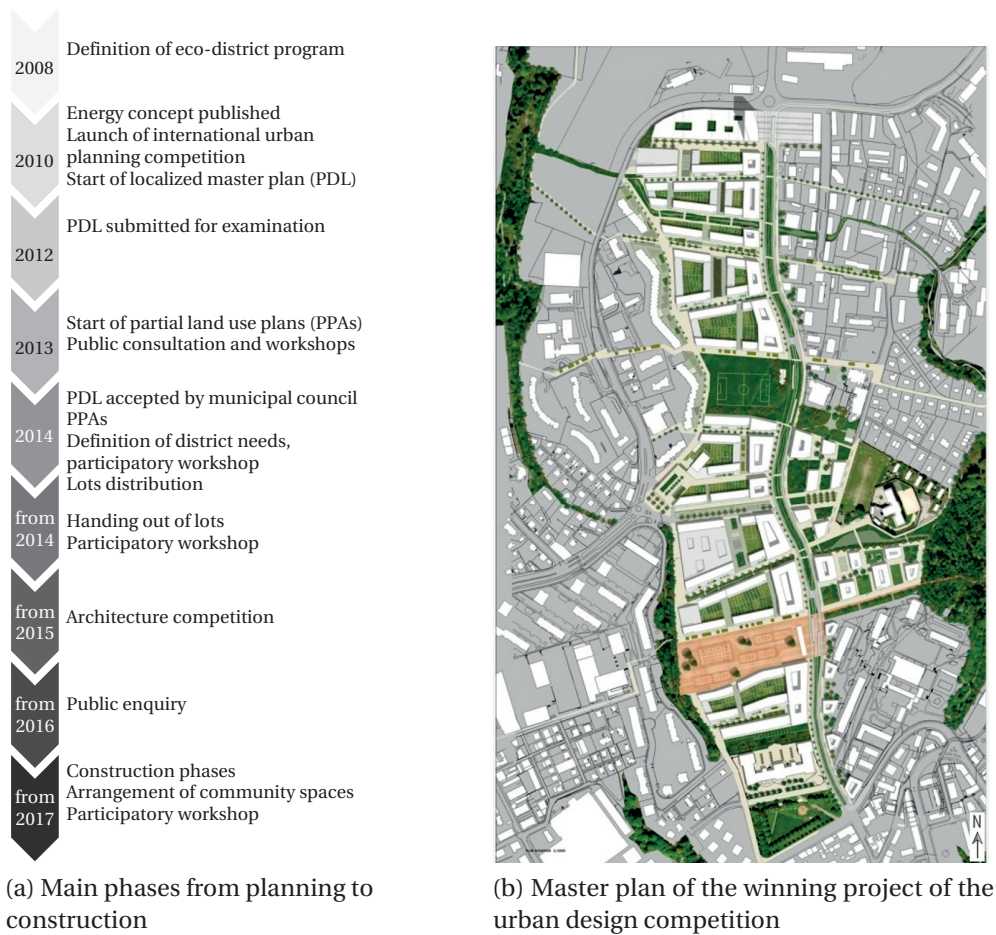 2008
Definition of eco-district program
2010
Energy concept published
Launch of international urban
planning competition
Start of localized master plan (PDL)
2012
PDL submitted for examination
2013
Start of partial land use plans (PPAs)
Public consultation and workshops
2014
PDL accepted by municipal council
PPAs
Definition of district needs,
participatory workshop
Lots distribution
from
2014
Handing out of lots
Participatory workshop
from
2015
Architecture competition
from
2016
Public enquiry
from
2017
Construction phases
Arrangement of community spaces
Participatory workshop
(a) Main phases from planning to
construction
N
(b) Master plan of the winning project of the
urban design competition